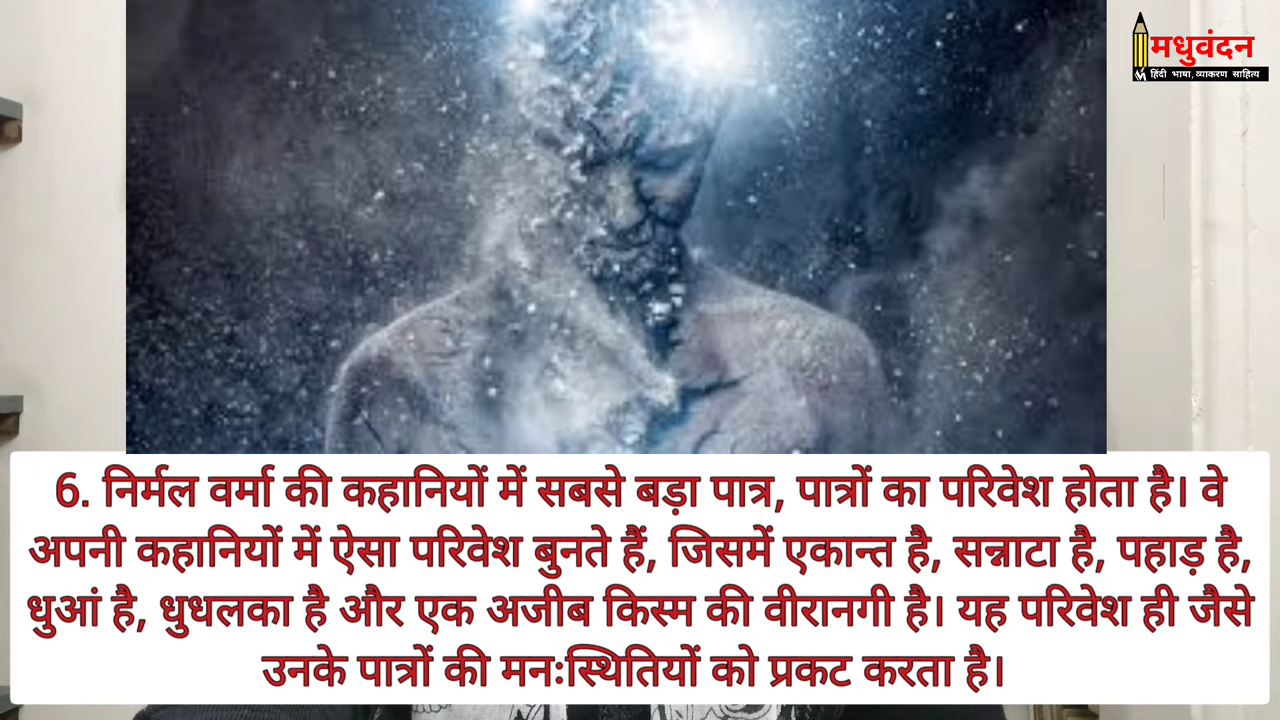 मधुवंदन
हिंदी भाषा, व्याकरण साहित्य
6. निर्मल वर्मा की कहानियों में सबसे बड़ा पात्र, पात्रों का परिवेश होता है। वे
अपनी कहानियों में ऐसा परिवेश बुनते हैं, जिसमें एकान्त है, सन्नाटा है, पहाड़ है,
धुआं है, धुधलका है और एक अजीब किस्म की वीरानगी है। यह परिवेश ही जैसे
उनके पात्रों की मनःस्थितियों को प्रकट करता है।